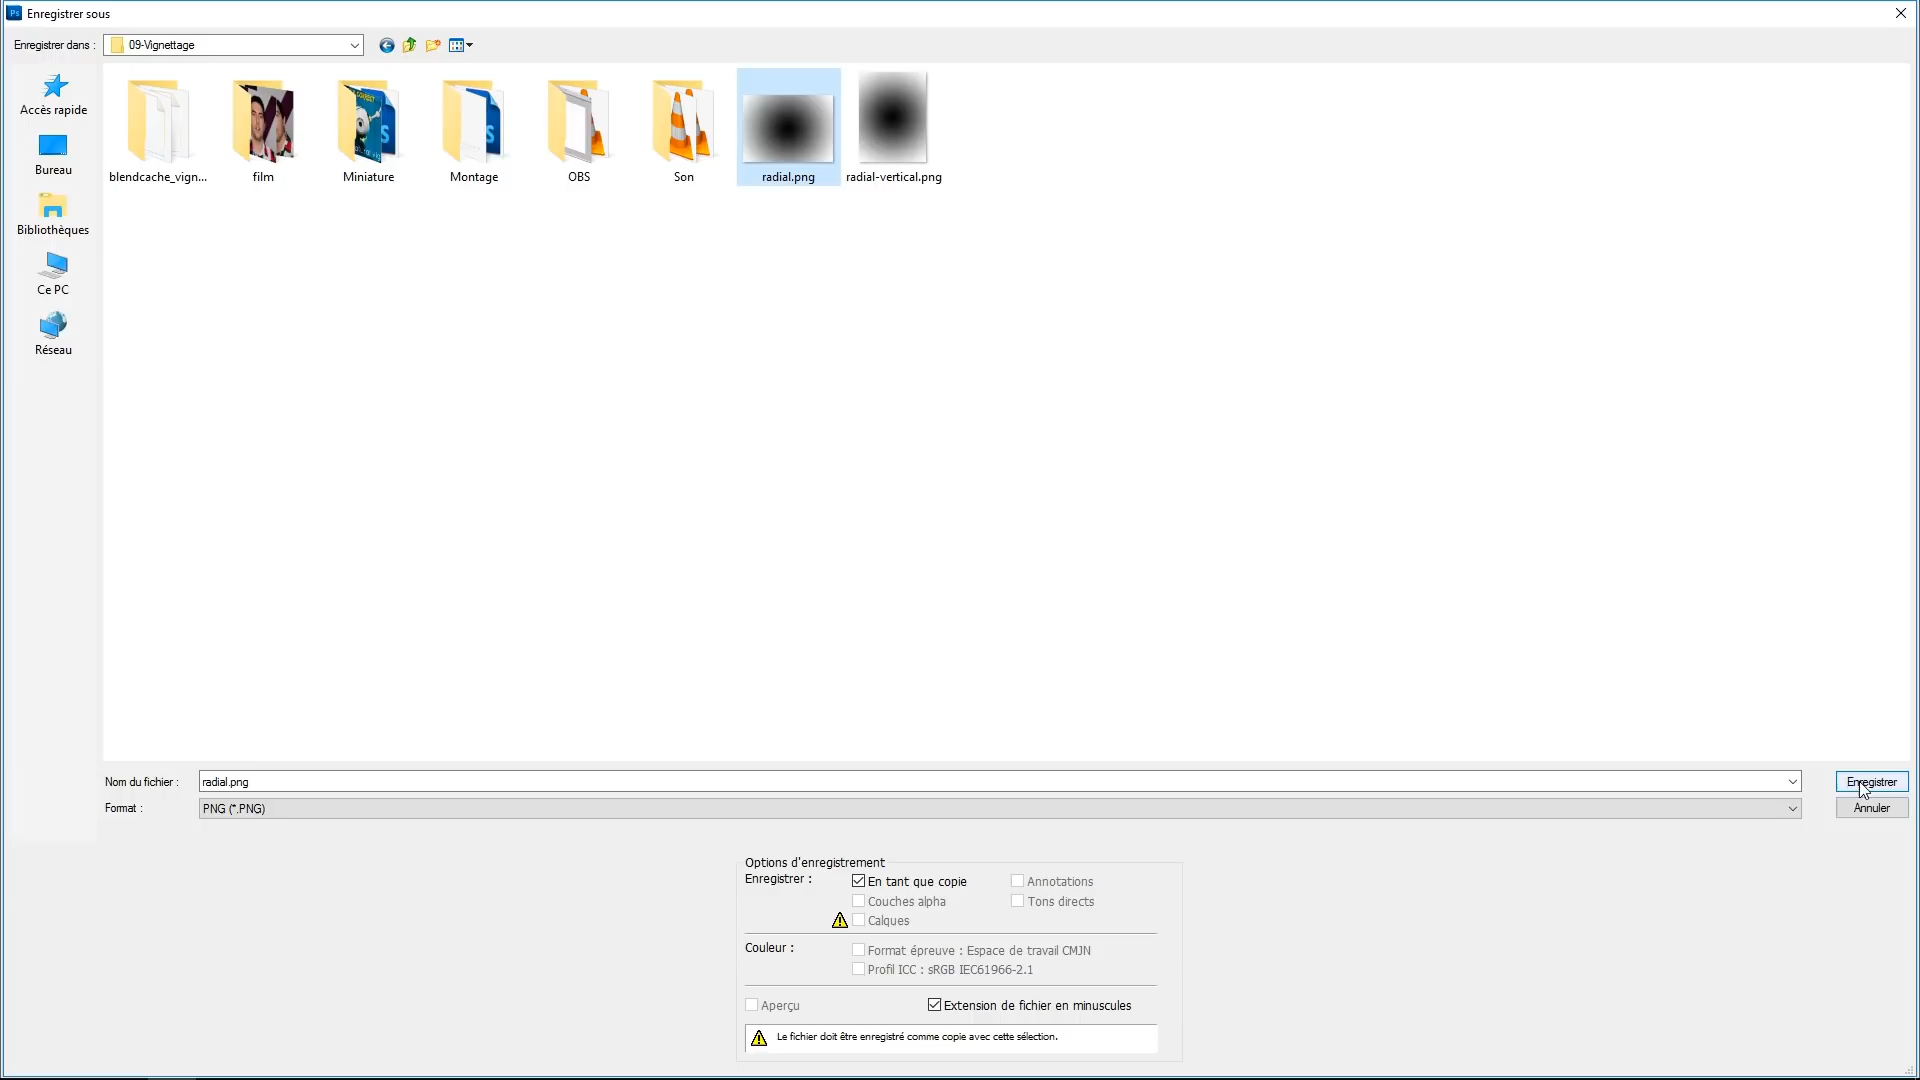 Ps Enregistrer sous
Enregistrer dans : 09-Vignettage
Accès rapide
Bureau
Bibliothèques
Ce PC
Réseau
blendcache_vign... film Miniature Montage OBS Son radial.png radial-vertical.png
Nom du fichier : radial.png Enregistrer
Format : PNG (*.PNG) Annuler
Options d'enregistrement
Enregistrer : En tant que copie Annotations
Couches alpha Tons directs
Calques
Couleur : Format épreuve : Espace de travail CMJN
Profil ICC : sRGB IEC61966-2.1
Aperçu Extension de fichier en minuscules
Le fichier doit être enregistré comme copie avec cette sélection.